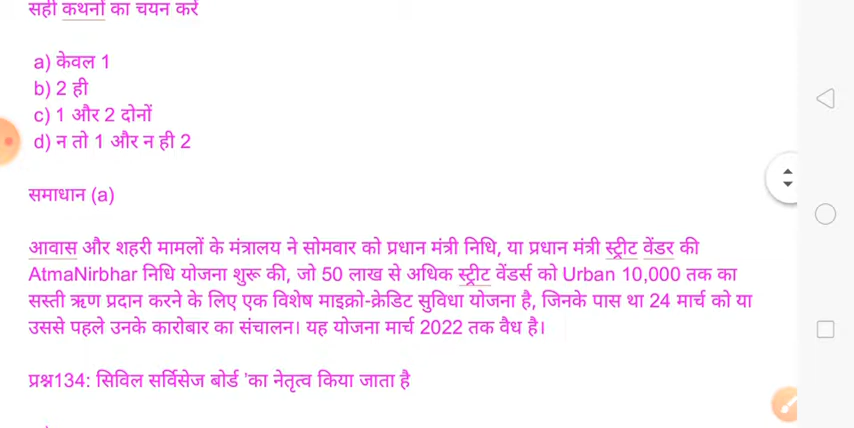 सही कथनों का चयन करें
a) केवल 1
b) 2 ही
c) 1 और 2 दोनों
d) न तो 1 और न ही 2
समाधान (a)
आवास और शहरी मामलों के मंत्रालय ने सोमवार को प्रधान मंत्री निधि, या प्रधान मंत्री स्ट्रीट वेंडर की
AtmaNirbhar निधि योजना शुरू की, जो 50 लाख से अधिक स्ट्रीट वेंडर्स को Urban 10,000 तक का
सस्ती ऋण प्रदान करने के लिए एक विशेष माइक्रो-क्रेडिट सुविधा योजना है, जिनके पास था 24 मार्च को या
उससे पहले उनके कारोबार का संचालन। यह योजना मार्च 2022 तक वैध है।
प्रश्न134: सिविल सर्विसेज बोर्ड 'का नेतृत्व किया जाता है